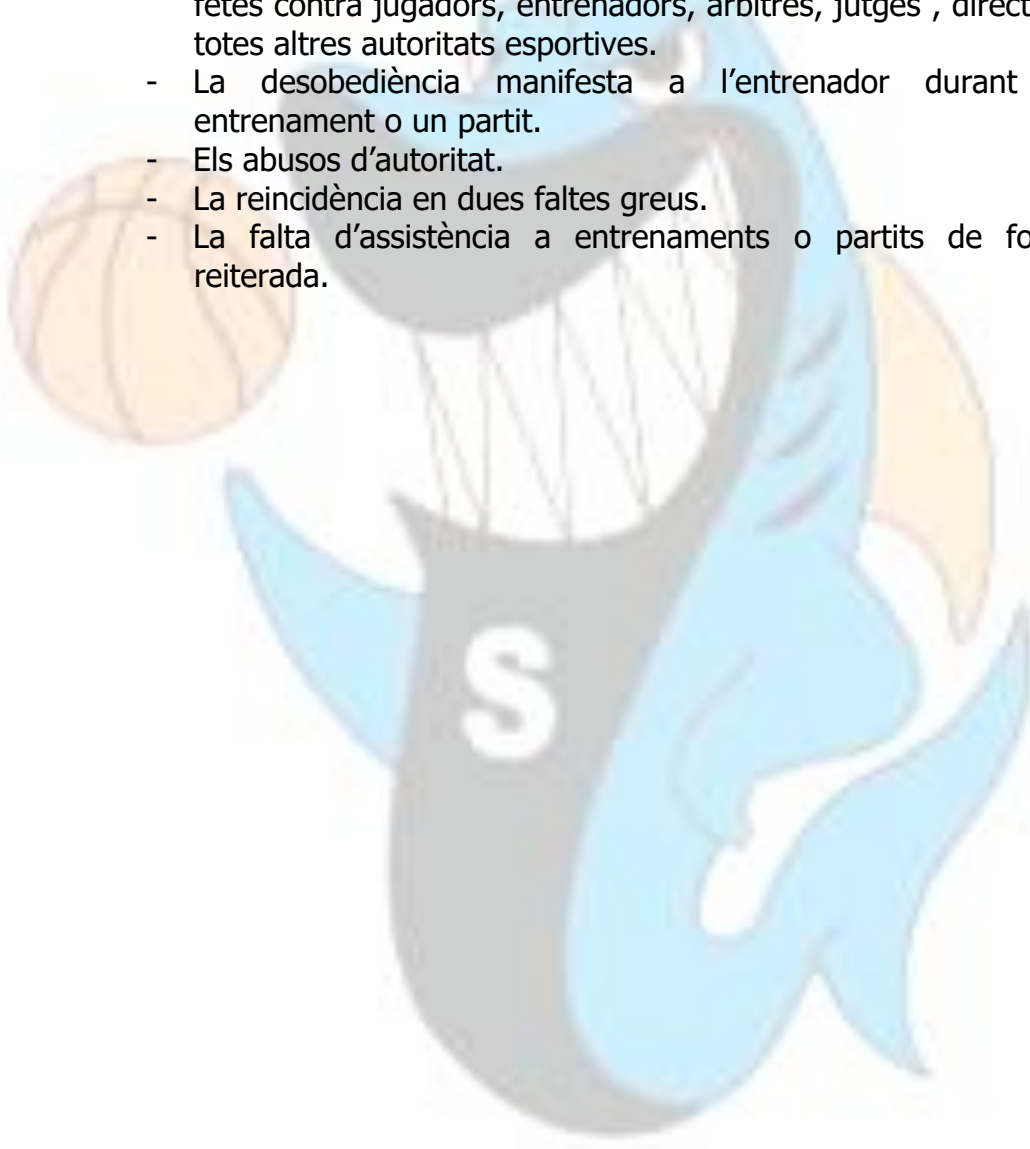 fetes contra jugadors, entrenadors, àrbitres, jutges , direct
totes altres autoritats esportives.
- La desobediència manifesta a l’entrenador durant
entrenament o un partit.
- Els abusos d’autoritat.
- La reincidència en dues faltes greus.
- La falta d’assistència a entrenaments o partits de fo
reiterada.
S